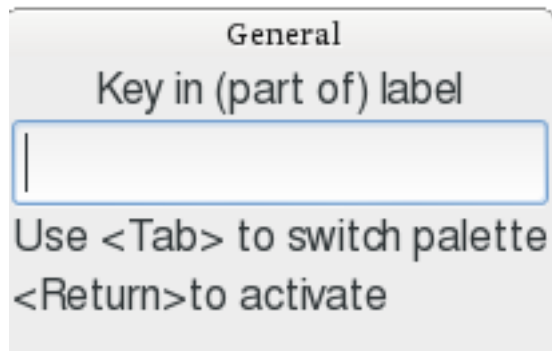 General
Key in (part of) label
Use <Tab> to switch palette
<Return>to activate